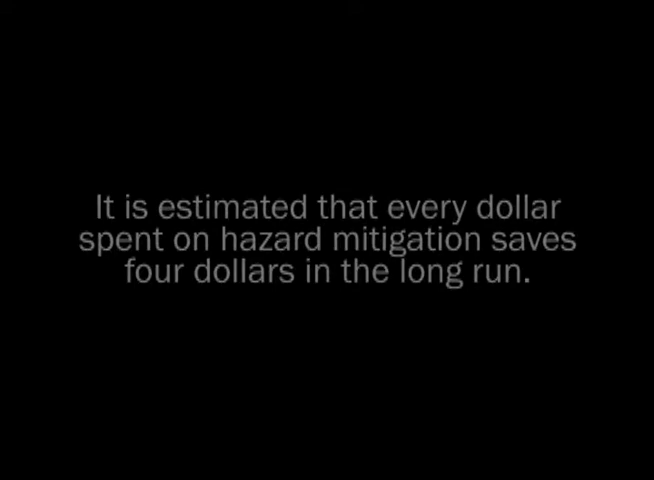 It is estimated that every dollar
spent on hazard mitigation saves
four dollars in the long run.